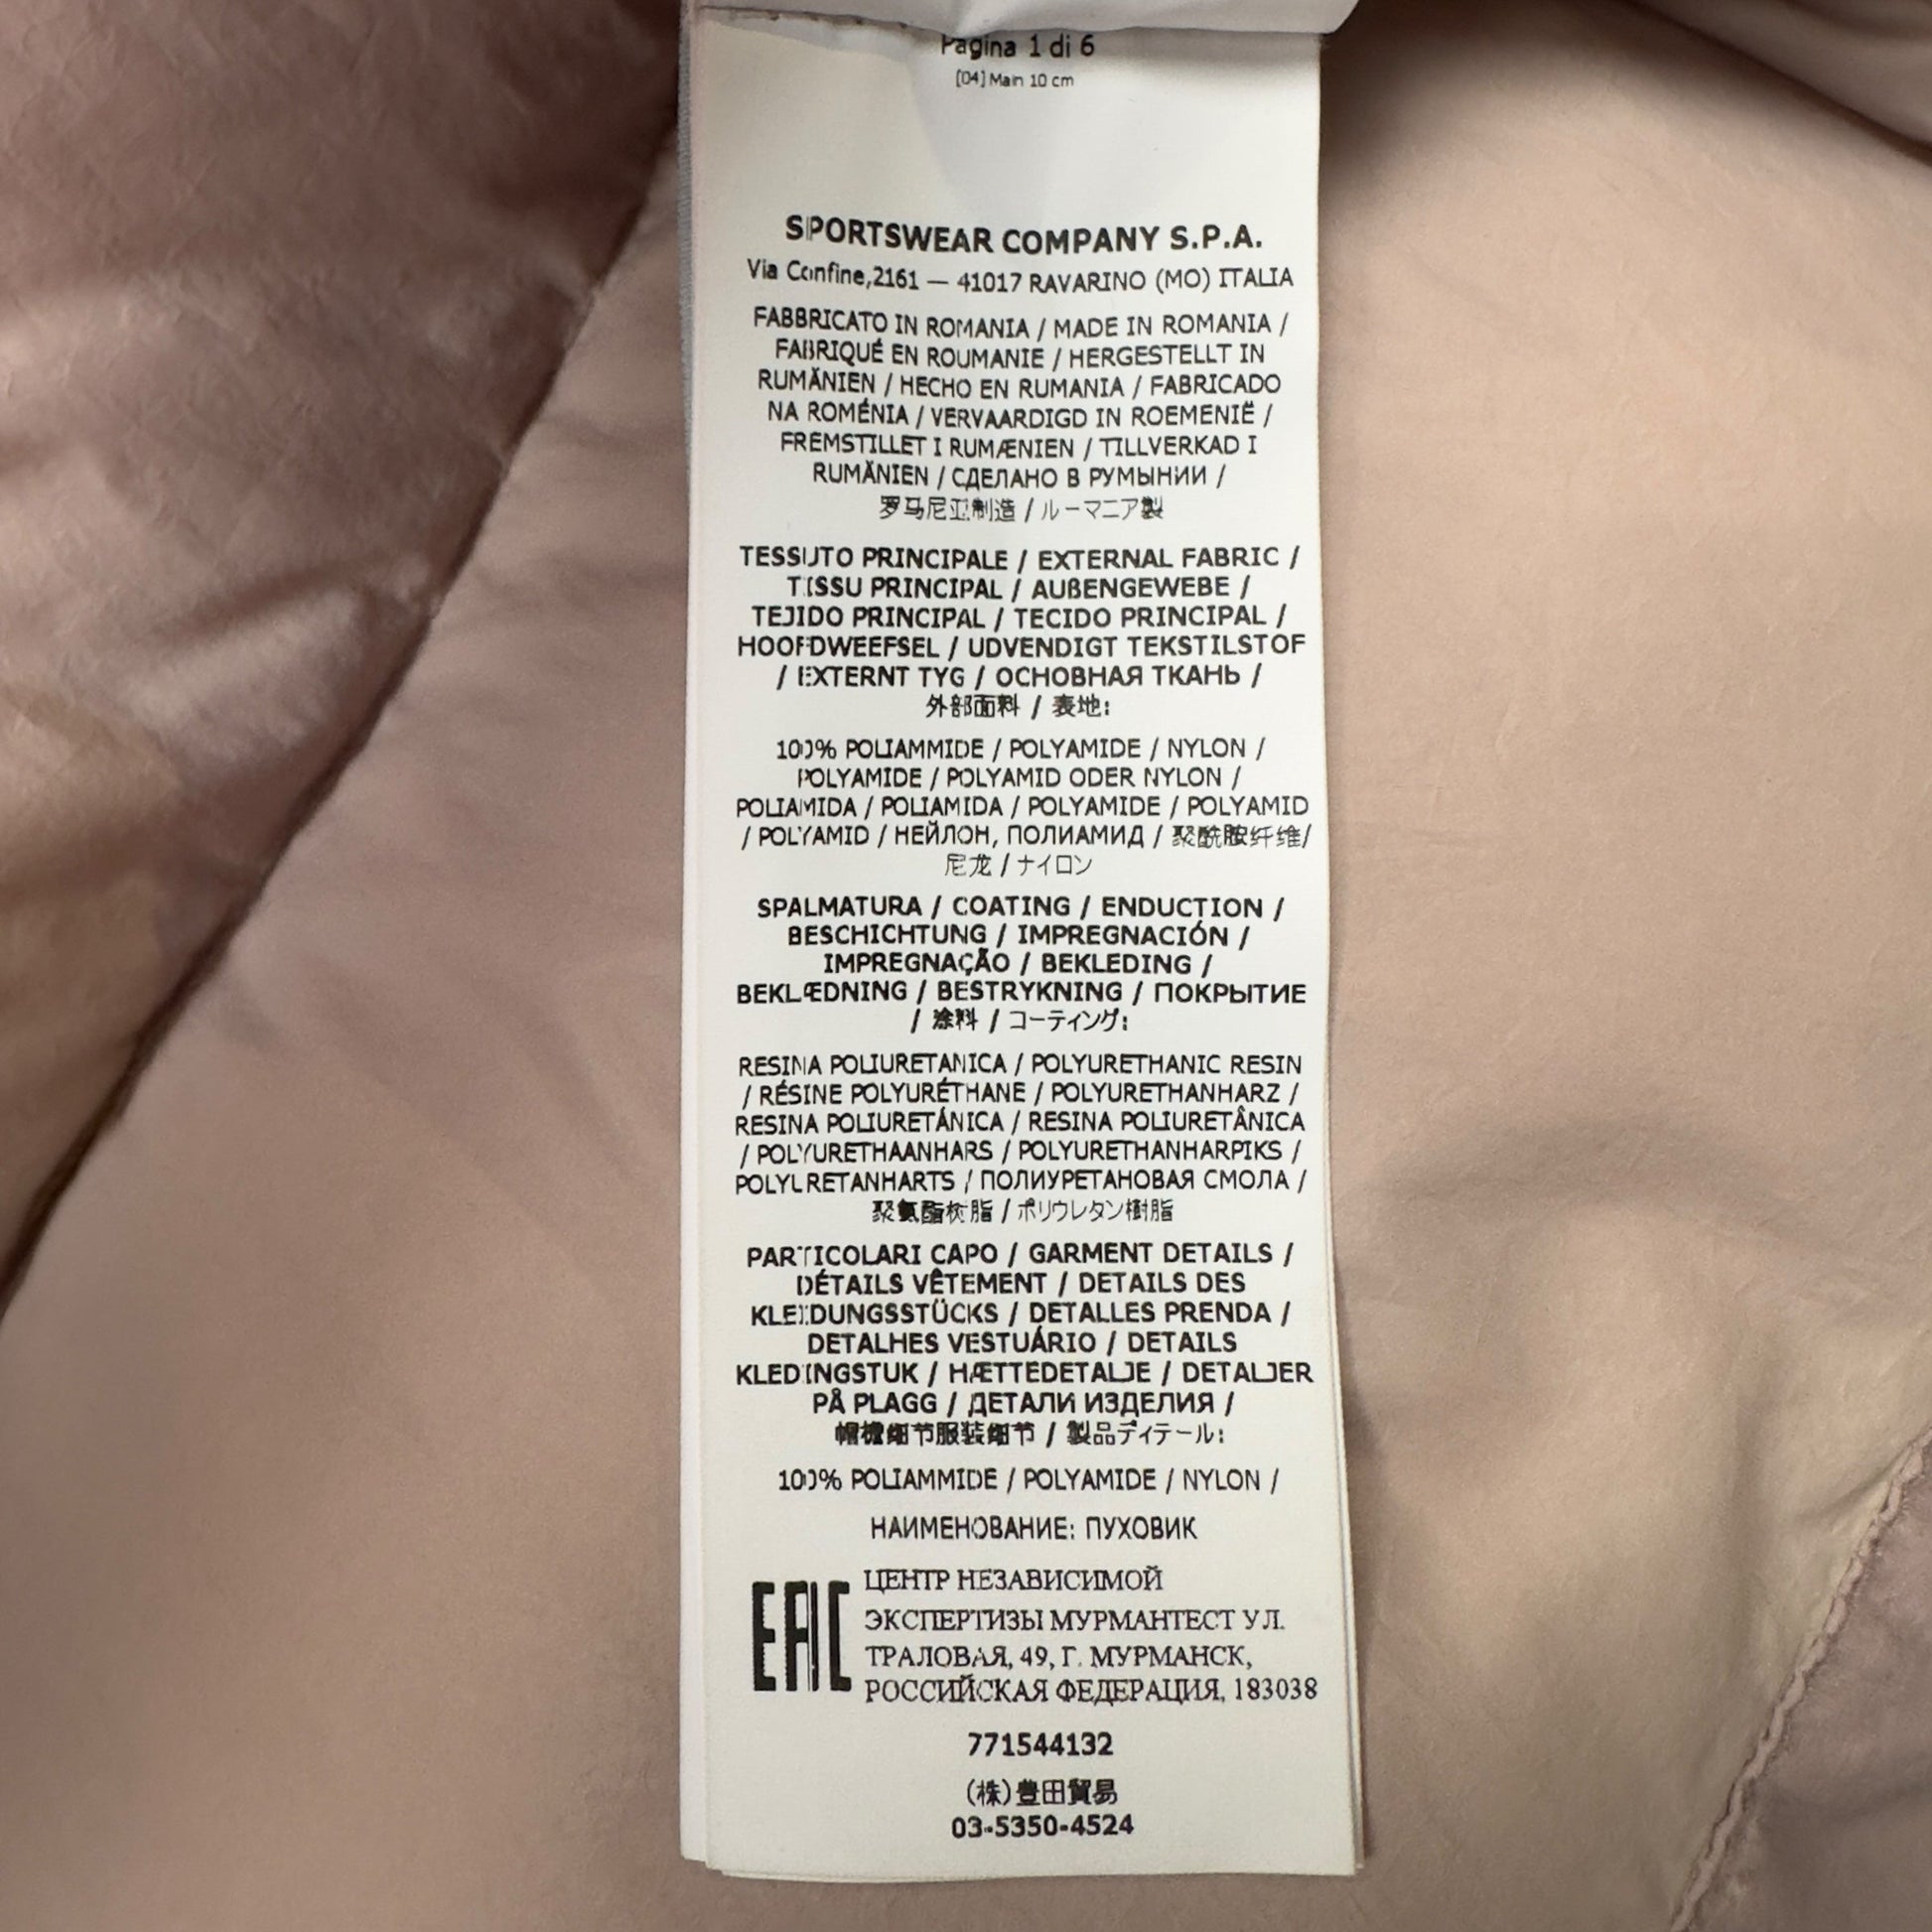 Pagina 1 di 6
[04] Main 10 cm
SPORTSWEAR COMPANY S.P.A.
Via Confine,2161 — 41017 RAVARINO (MO) ITALIA
FABBRICATO IN ROMANIA / MADE IN ROMANIA /
FABRIQUÉ EN ROUMANIE / HERGESTELLT IN
RUMÄNIEN / HECHO EN RUMANIA / FABRICADO
NA ROMÉNIA / VERVAARDIGD IN ROEMENIË /
FREMSTILLET I RUMÆNIEN / TILLVERKAD I
RUMÄNIEN / СДЕЛАНО В РУМЫНИИ /
罗马尼亚制造 / ルーマニア製
TESSUTO PRINCIPALE / EXTERNAL FABRIC /
TISSU PRINCIPAL / AUßENGEWEBE /
TEJIDO PRINCIPAL / TECIDO PRINCIPAL /
HOOFDWEEFSEL / UDVENDIGT TEKSTILSTOF
/ EXTERNT TYG / ОСНОВНАЯ ТКАНЬ /
外部面料 / 表地:
100% POLIAMMIDE / POLYAMIDE / NYLON /
POLYAMIDE / POLYAMID ODER NYLON /
POLIAMIDA / POLIAMIDA / POLYAMIDE / POLYAMID
/ POLYAMID / НЕЙЛОН, ПОЛИАМИД / 聚酰胺纤维/
尼龙 / ナイロン
SPALMATURA / COATING / ENDUCTION /
BESCHICHTUNG / IMPREGNACIÓN /
IMPREGNAÇÃO / BEKLEDING /
BEKLÆDNING / BESTRYKNING / ПОКРЫТИЕ
/ 涂料 / コーティング:
RESINA POLIURETANICA / POLYURETHANIC RESIN
/ RÉSINE POLYURÉTHANE / POLYURETHANHARZ /
RESINA POLIURETÁNICA / RESINA POLIURETÂNICA
/ POLYURETHAANHARS / POLYURETHANHARPIKS /
POLYURETANHARTS / ПОЛИУРЕТАНОВАЯ СМОЛА /
聚氨酯树脂 / ポリウレタン樹脂
PARTICOLARI CAPO / GARMENT DETAILS /
DÉTAILS VÊTEMENT / DETAILS DES
KLEIDUNGSSTÜCKS / DETALLES PRENDA /
DETALHES VESTUÁRIO / DETAILS
KLEDINGSTUK / HÆTTEDETALJE / DETALJER
PÅ PLAGG / ДЕТАЛИ ИЗДЕЛИЯ /
帽檐细节服装细节 / 製品ディテール:
100% POLIAMMIDE / POLYAMIDE / NYLON /
НАИМЕНОВАНИЕ: ПУХОВИК
EAC
ЦЕНТР НЕЗАВИСИМОЙ
ЭКСПЕРТИЗЫ МУРМАНТЕСТ УЛ.
ТРАЛОВАЯ, 49, Г. МУРМАНСК,
РОССИЙСКАЯ ФЕДЕРАЦИЯ, 183038
771544132
(株)豊田貿易
03-5350-4524